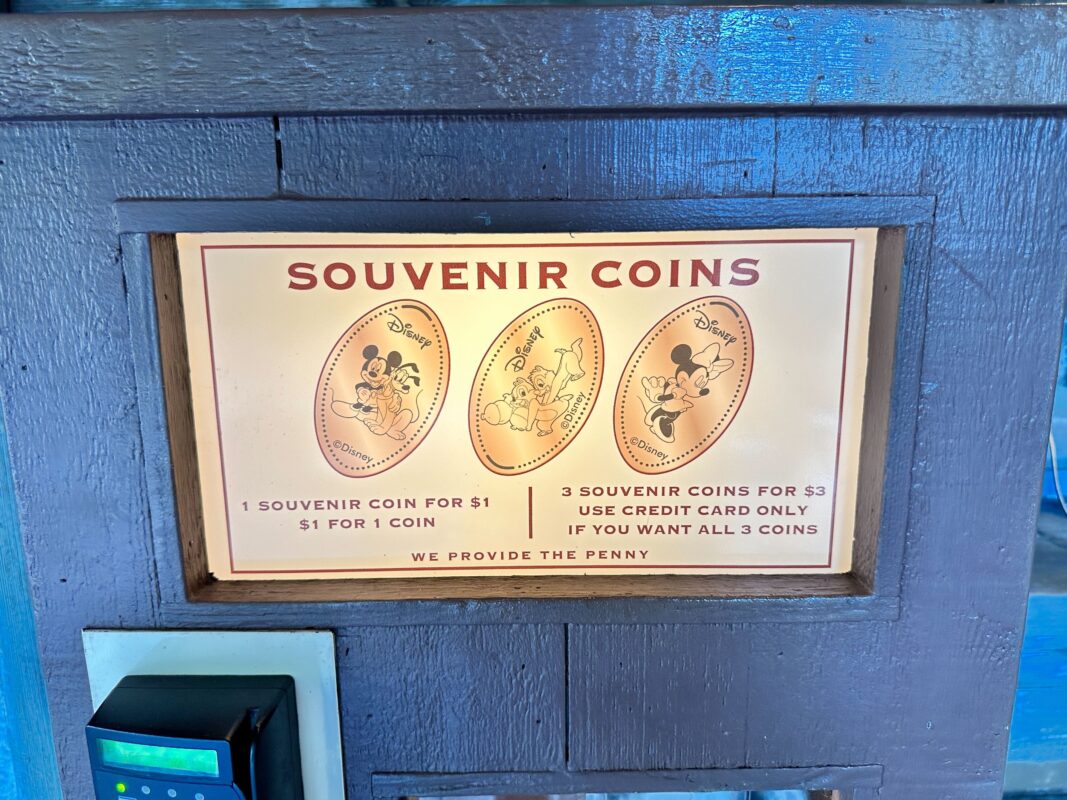 SOUVENIR COINS
Disney
Disney
Disney
©Disney
©Disney
©Disney
1 SOUVENIR COIN FOR $1
$1 FOR 1 COIN
3 SOUVENIR COINS FOR $3
USE CREDIT CARD ONLY
IF YOU WANT ALL 3 COINS
WE PROVIDE THE PENNY